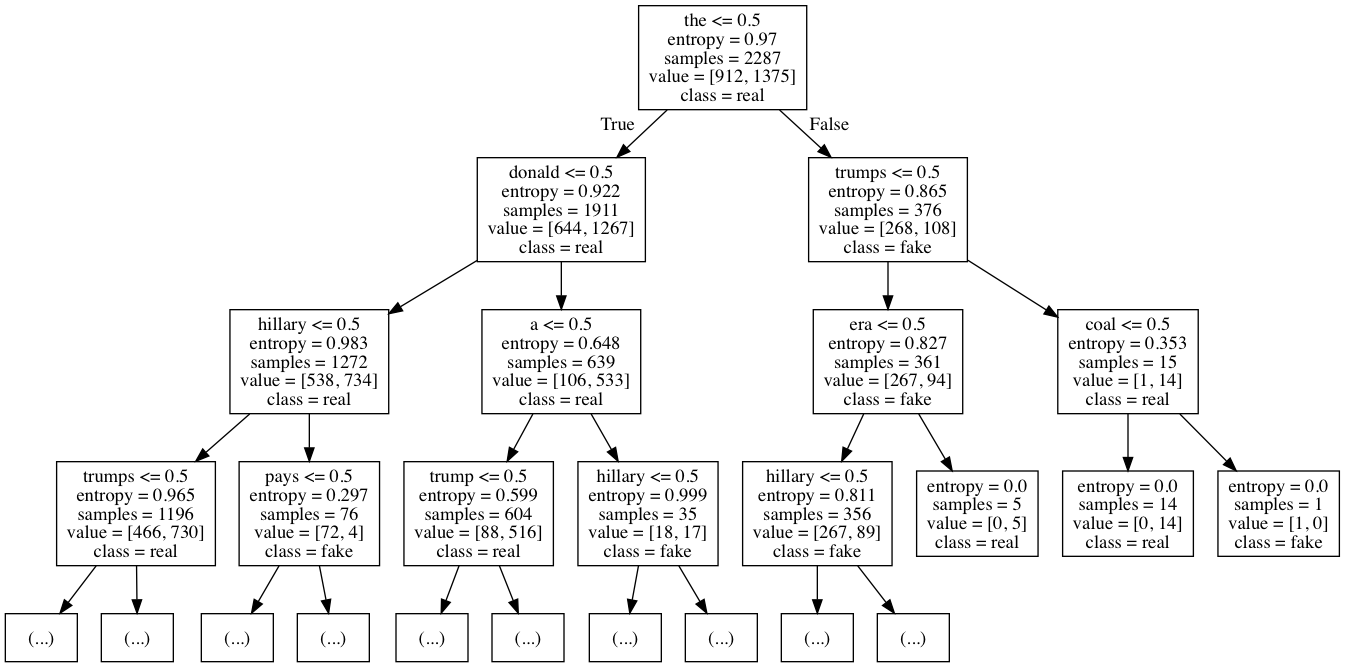 the <= 0.5
entropy = 0.97
samples = 2287
value = [912, 1375]
class = real
True
False
donald <= 0.5
entropy = 0.922
samples = 1911
value = [644, 1267]
class = real
trumps <= 0.5
entropy = 0.865
samples = 376
value = [268, 108]
class = fake
hillary <= 0.5
entropy = 0.983
samples = 1272
value = [538, 734]
class = real
a <= 0.5
entropy = 0.648
samples = 639
value = [106, 533]
class = real
era <= 0.5
entropy = 0.827
samples = 361
value = [267, 94]
class = fake
coal <= 0.5
entropy = 0.353
samples = 15
value = [1, 14]
class = real
trumps <= 0.5
entropy = 0.965
samples = 1196
value = [466, 730]
class = real
pays <= 0.5
entropy = 0.297
samples = 76
value = [72, 4]
class = fake
trump <= 0.5
entropy = 0.599
samples = 604
value = [88, 516]
class = real
hillary <= 0.5
entropy = 0.999
samples = 35
value = [18, 17]
class = fake
hillary <= 0.5
entropy = 0.811
samples = 356
value = [267, 89]
class = fake
entropy = 0.0
samples = 5
value = [0, 5]
class = real
entropy = 0.0
samples = 14
value = [0, 14]
class = real
entropy = 0.0
samples = 1
value = [1, 0]
class = fake
(...)
(...)
(...)
(...)
(...)
(...)
(...)
(...)
(...)
(...)